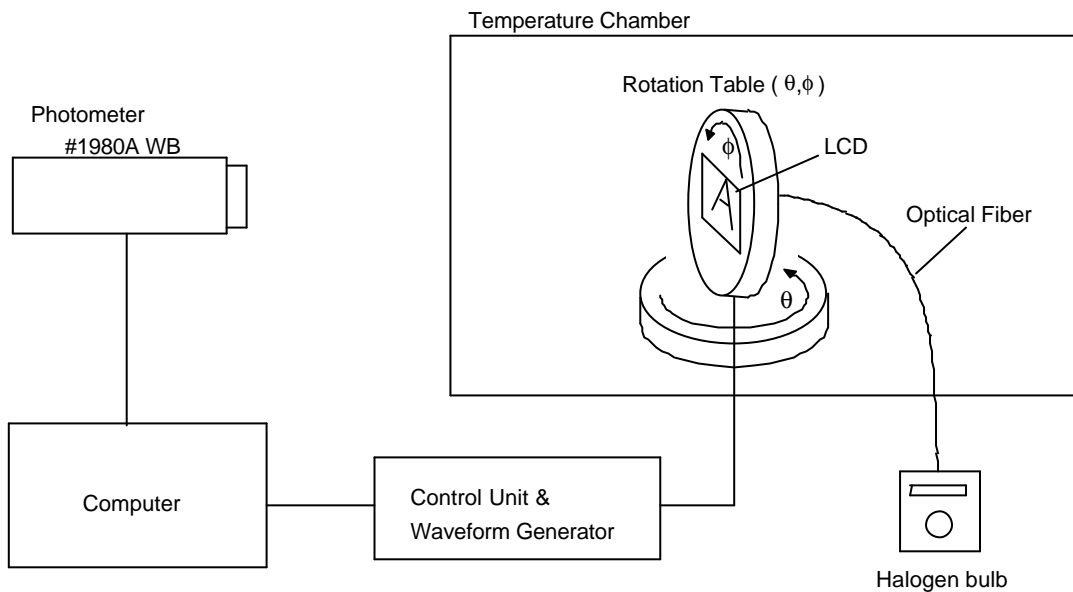 Temperature Chamber
Rotation Table ( θ,ϕ )
Photometer
#1980A WB
ϕ
LCD
A
Optical Fiber
θ
Computer
Control Unit &
Waveform Generator
Halogen bulb